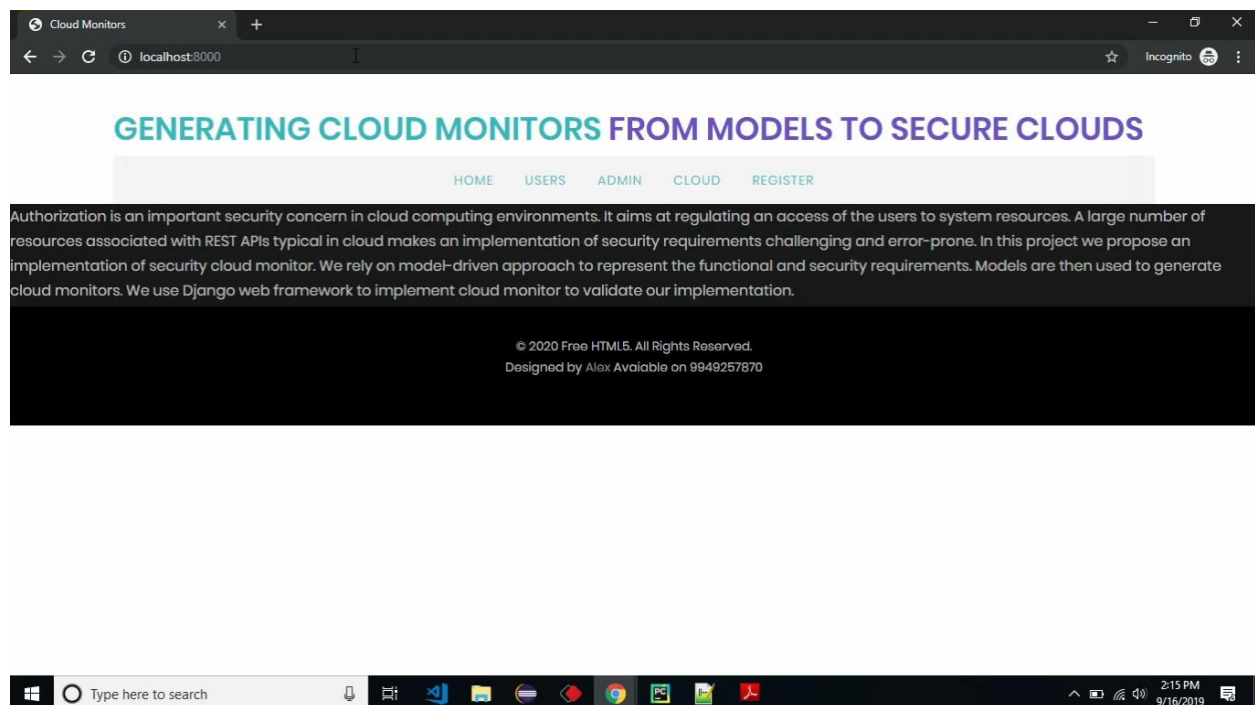 Cloud Monitors
localhost:8000
Incognito
GENERATING CLOUD MONITORS FROM MODELS TO SECURE CLOUDS
HOME USERS ADMIN CLOUD REGISTER
Authorization is an important security concern in cloud computing environments. It aims at regulating an access of the users to system resources. A large number of
resources associated with REST APIs typical in cloud makes an implementation of security requirements challenging and error-prone. In this project we propose an
implementation of security cloud monitor. We rely on model-driven approach to represent the functional and security requirements. Models are then used to generate
cloud monitors. We use Django web framework to implement cloud monitor to validate our implementation.
© 2020 Free HTML5. All Rights Reserved.
Designed by Alex Avaiable on 9949257870
Type here to search
PC
2:15 PM
9/16/2019